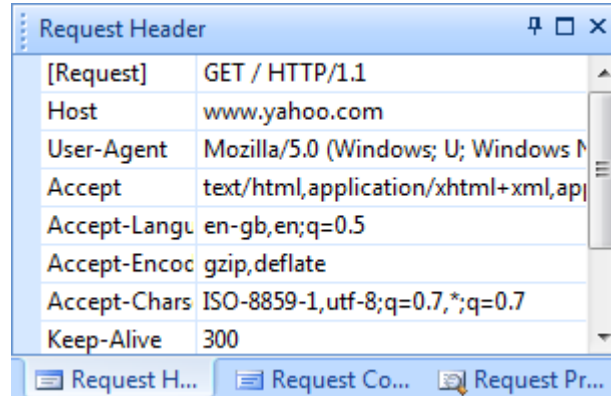 Request Header
[Request] GET / HTTP/1.1
Host www.yahoo.com
User-Agent Mozilla/5.0 (Windows; U; Windows N
Accept text/html,application/xhtml+xml,app
Accept-Langu en-gb,en;q=0.5
Accept-Encod gzip,deflate
Accept-Chars ISO-8859-1,utf-8;q=0.7,*;q=0.7
Keep-Alive 300
Request H... Request Co... Request Pr...